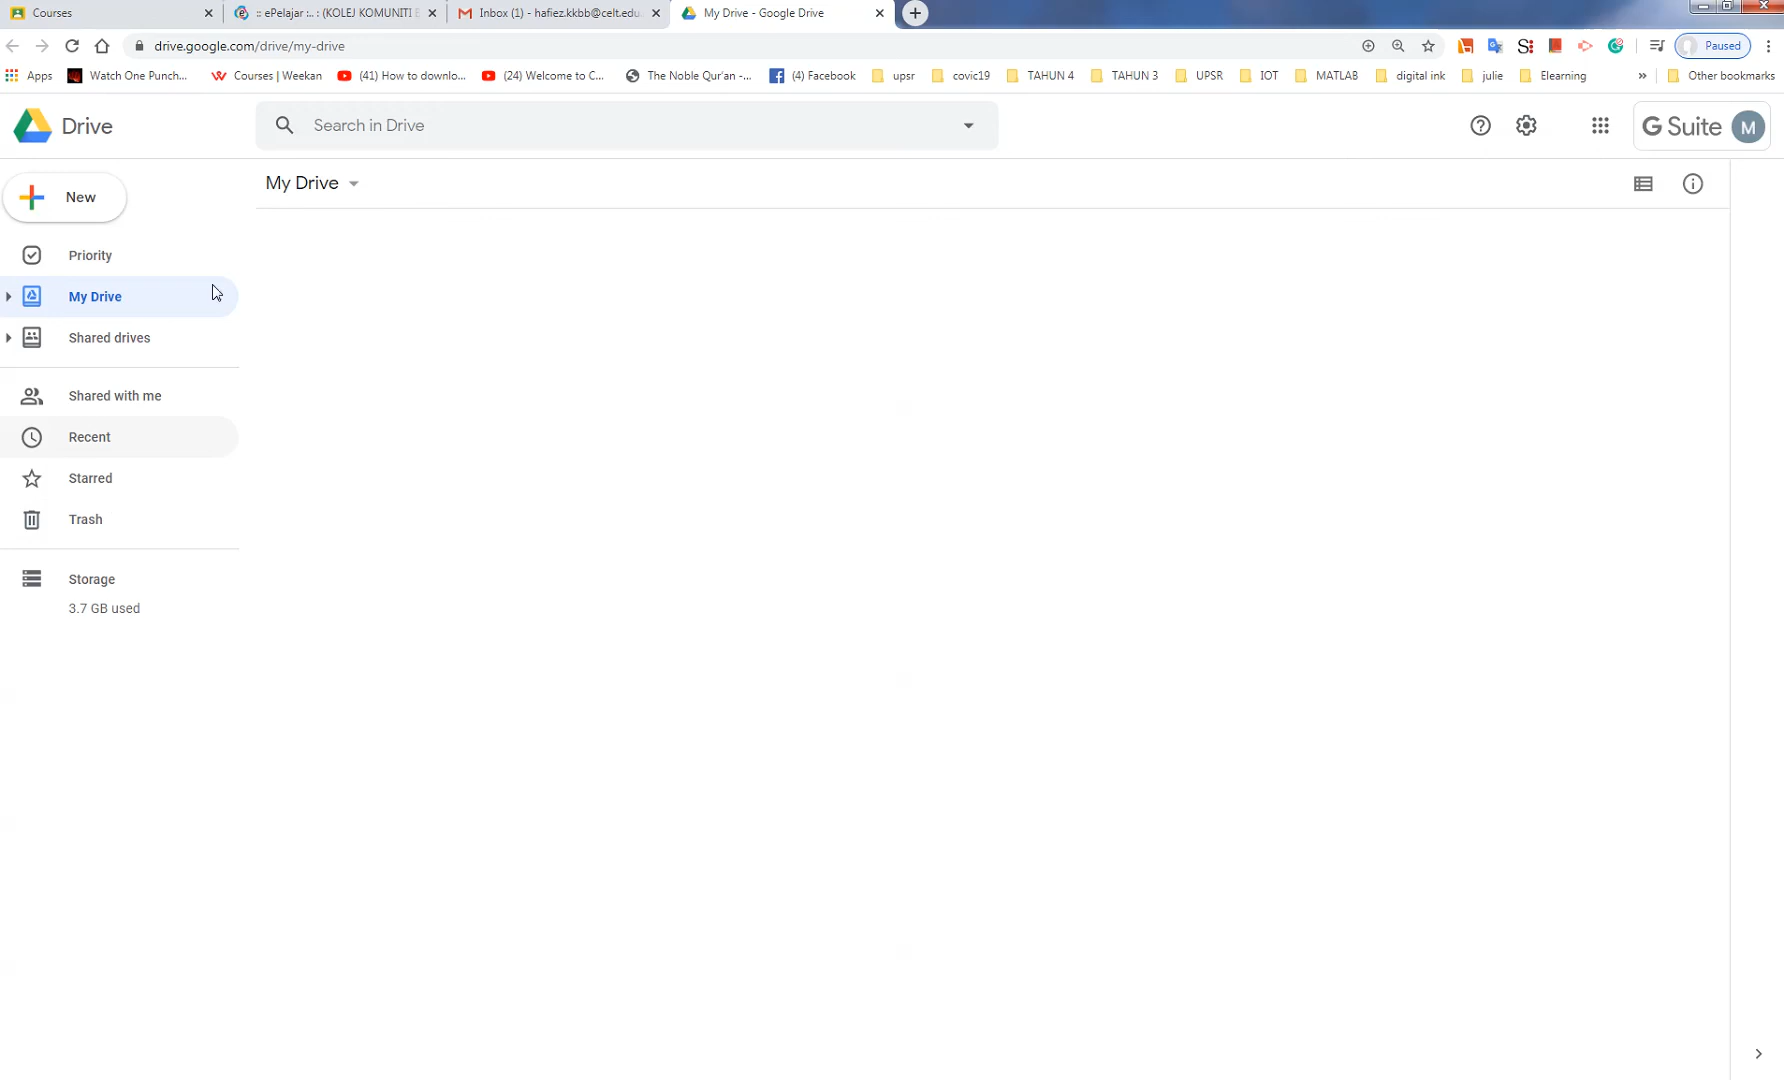 Courses
:: ePelajar :.. : (KOLEJ KOMUNITI
Inbox (1) - hafiez.kkbb@celt.edu
My Drive - Google Drive
drive.google.com/drive/my-drive
Paused
Apps
Watch One Punch...
Courses | Weekan
(41) How to downlo...
(24) Welcome to C...
The Noble Qur'an -...
(4) Facebook
upsr
covic19
TAHUN 4
TAHUN 3
UPSR
IOT
MATLAB
digital ink
julie
Elearning
»
Other bookmarks
Drive
Search in Drive
G Suite
M
New
My Drive
Priority
My Drive
Shared drives
Shared with me
Recent
Starred
Trash
Storage
3.7 GB used